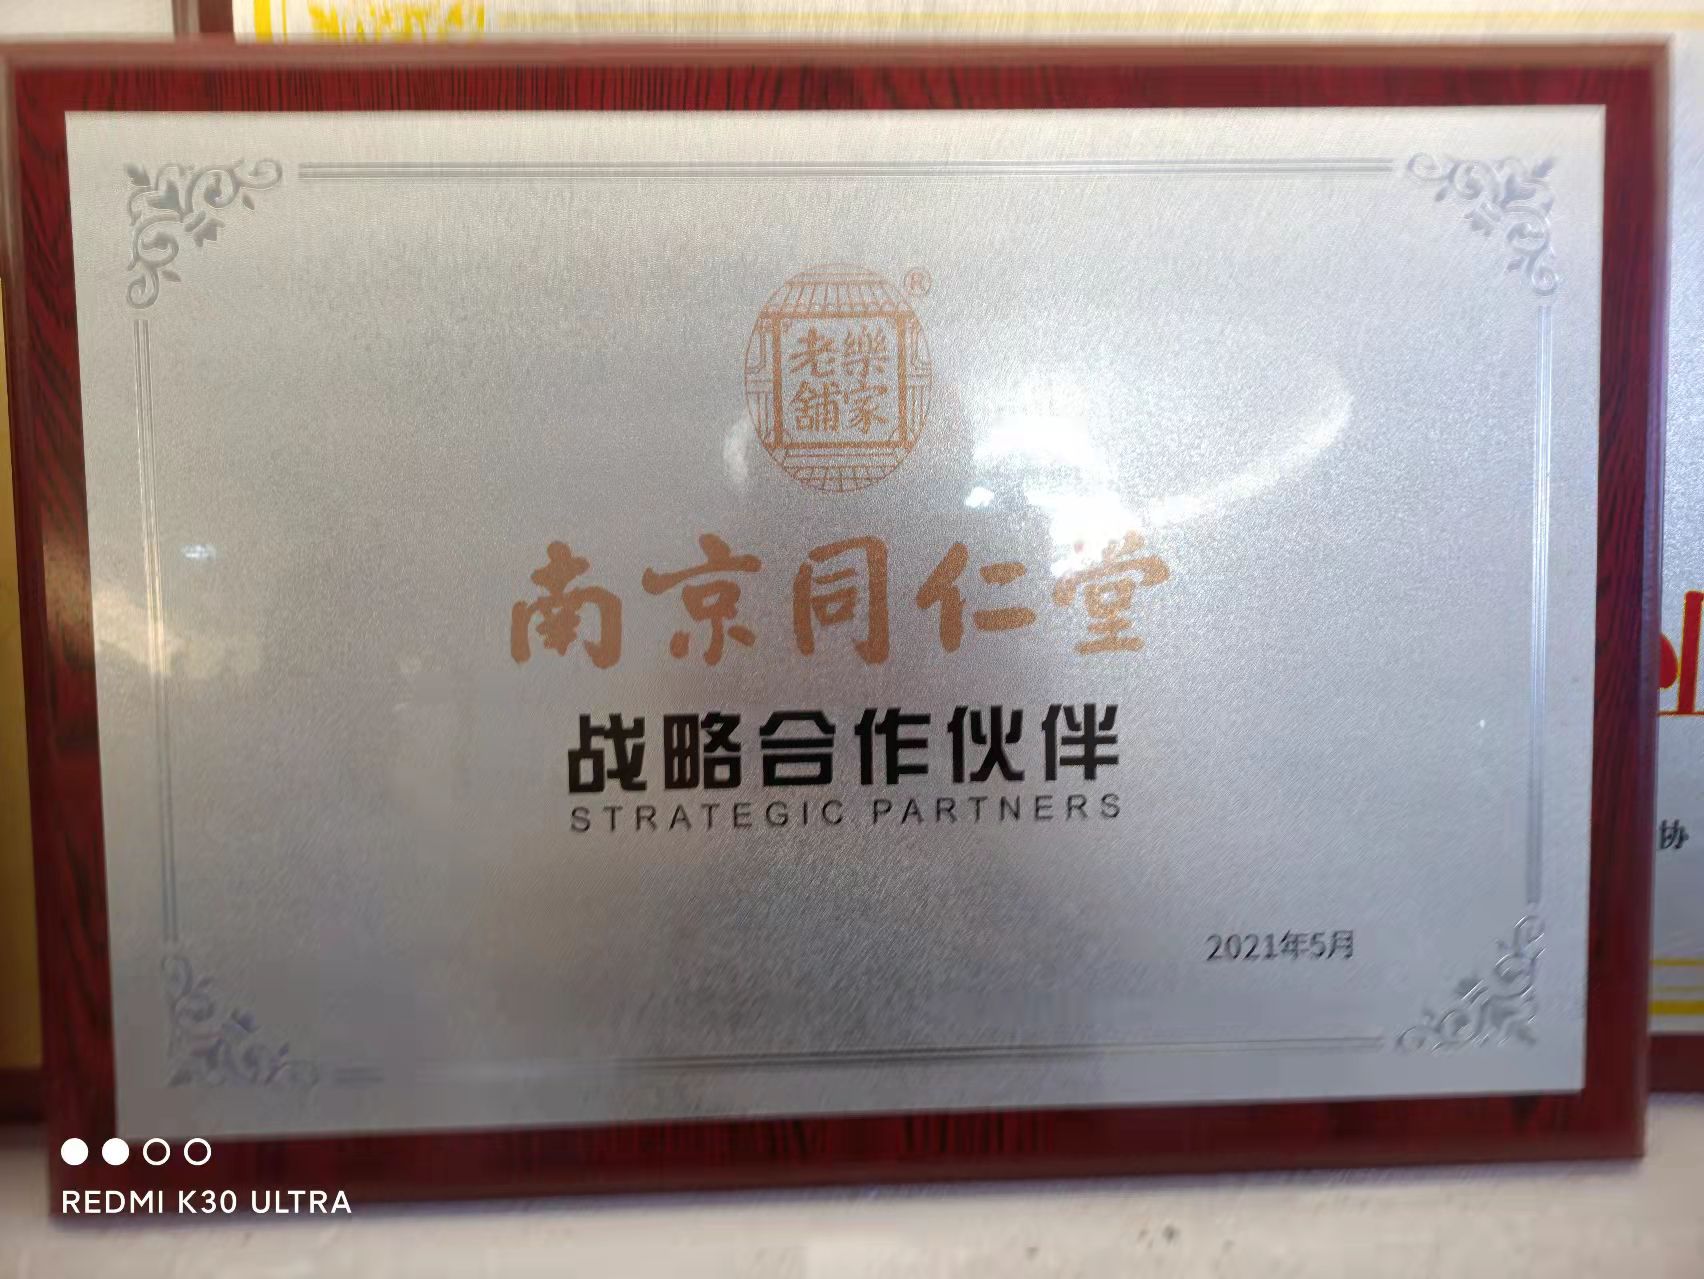 ®
樂家
老舖
南京同仁堂
战略合作伙伴
STRATEGIC PARTNERS
2021年5月
协
REDMI K30 ULTRA